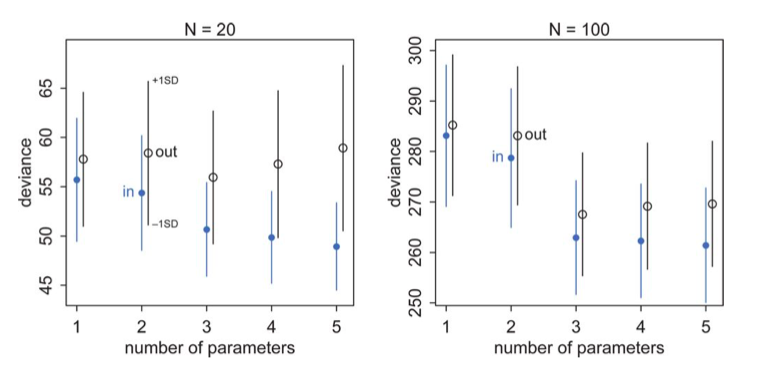 N = 20
deviance
65
60
55
50
45
+1SD
out
in
−1SD
1 2 3 4 5
number of parameters
N = 100
deviance
300
290
280
270
260
250
out
in
1 2 3 4 5
number of parameters